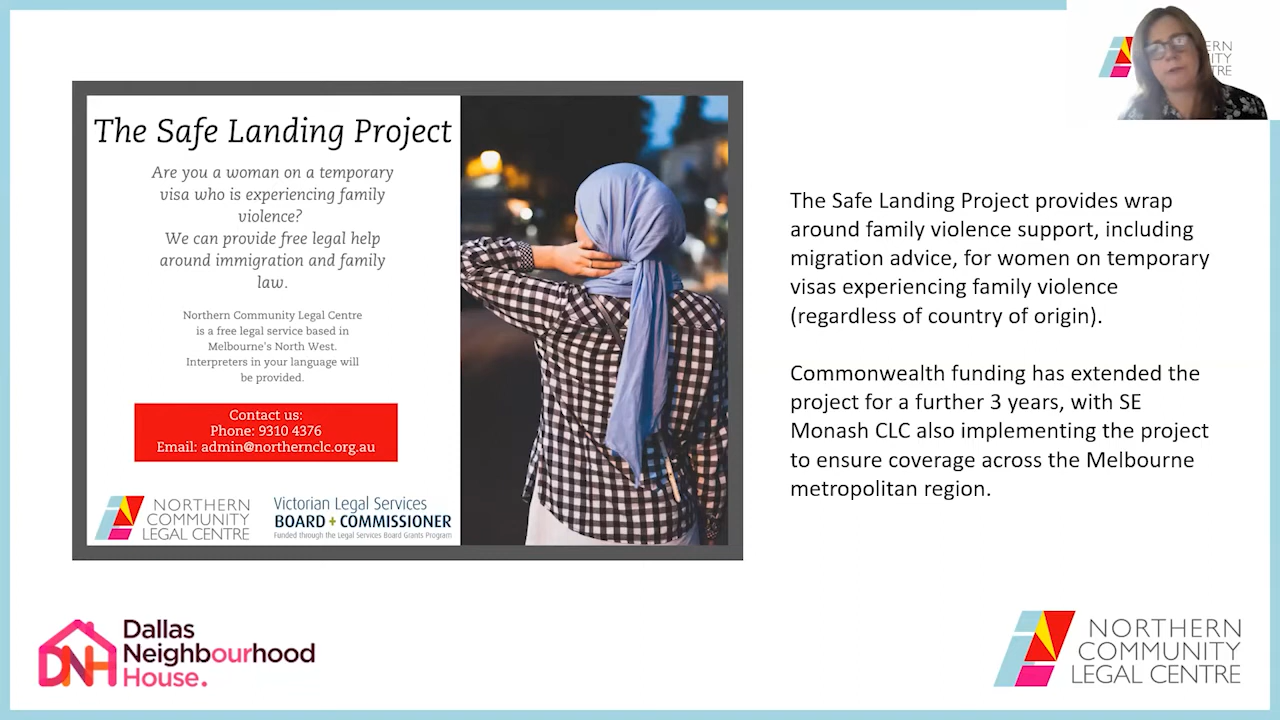 The Safe Landing Project
Are you a woman on a temporary
visa who is experiencing family
violence?
We can provide free legal help
around immigration and family
law.
Northern Community Legal Centre
is a free legal service based in
Melbourne's North West.
Interpreters in your language will
be provided.
Contact us:
Phone: 9310 4376
Email: admin@northernclc.org.au
NORTHERN
COMMUNITY
LEGAL CENTRE
Victorian Legal Services
BOARD + COMMISSIONER
Funded through the Legal Services Board Grants Program
The Safe Landing Project provides wrap
around family violence support, including
migration advice, for women on temporary
visas experiencing family violence
(regardless of country of origin).
Commonwealth funding has extended the
project for a further 3 years, with SE
Monash CLC also implementing the project
to ensure coverage across the Melbourne
metropolitan region.
DNH
Dallas
Neighbourhood
House.
NORTHERN
COMMUNITY
LEGAL CENTRE